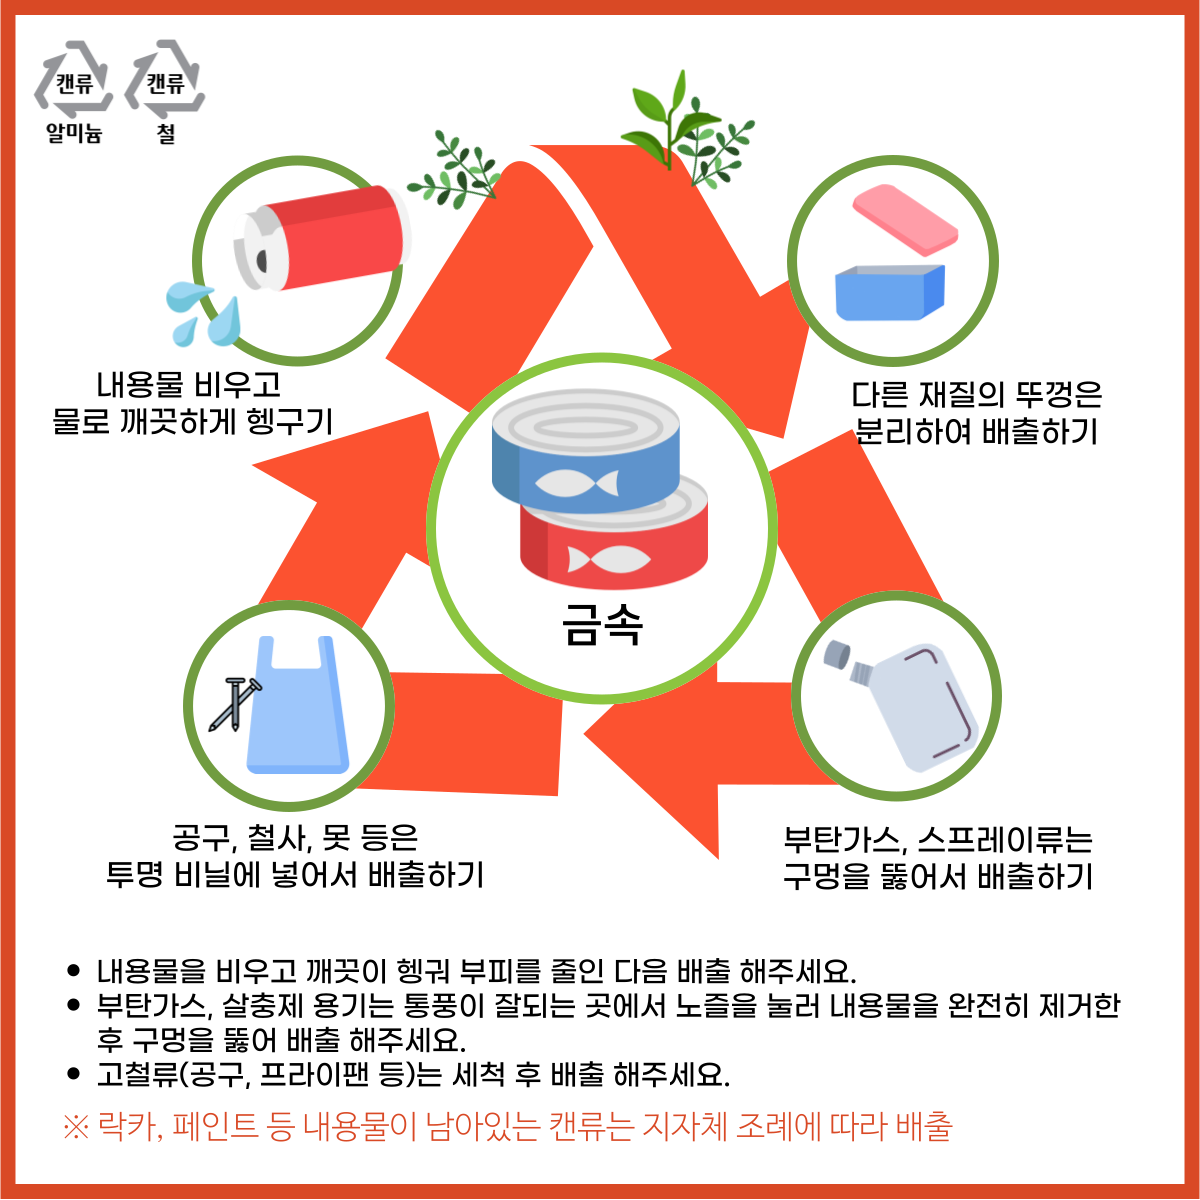 캔류
알미늄
캔류
철
내용물 비우고
물로 깨끗하게 헹구기
다른 재질의 뚜껑은
분리하여 배출하기
금속
공구, 철사, 못 등은
투명 비닐에 넣어서 배출하기
부탄가스, 스프레이류는
구멍을 뚫어서 배출하기
• 내용물을 비우고 깨끗이 헹궈 부피를 줄인 다음 배출 해주세요.
• 부탄가스, 살충제 용기는 통풍이 잘되는 곳에서 노즐을 눌러 내용물을 완전히 제거한
후 구멍을 뚫어 배출 해주세요.
• 고철류(공구, 프라이팬 등)는 세척 후 배출 해주세요.
※ 락카, 페인트 등 내용물이 남아있는 캔류는 지자체 조례에 따라 배출